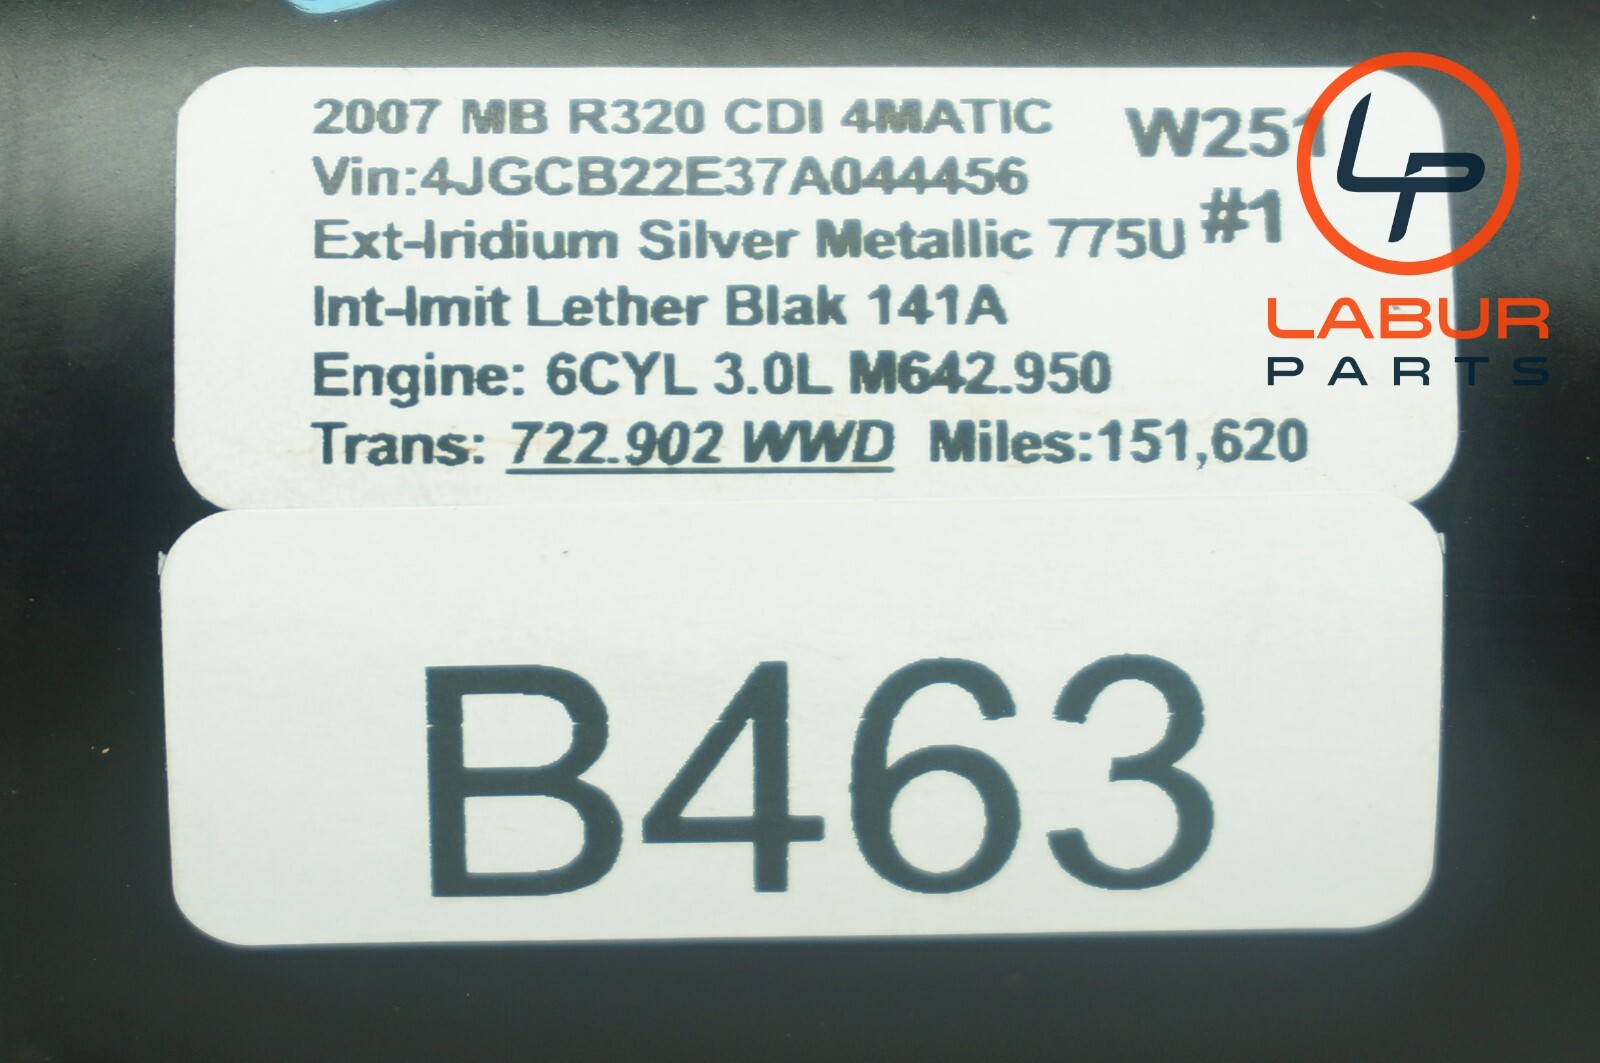 2007 MB R320 CDI 4MATIC W251
Vin:4JGCB22E37A044456
Ext-Iridium Silver Metallic 775U #1
Int-Imit Lether Blak 141A
Engine: 6CYL 3.0L M642.950
Trans: 722.902 WWD Miles:151,620
B463
LP
LABUR
PARTS